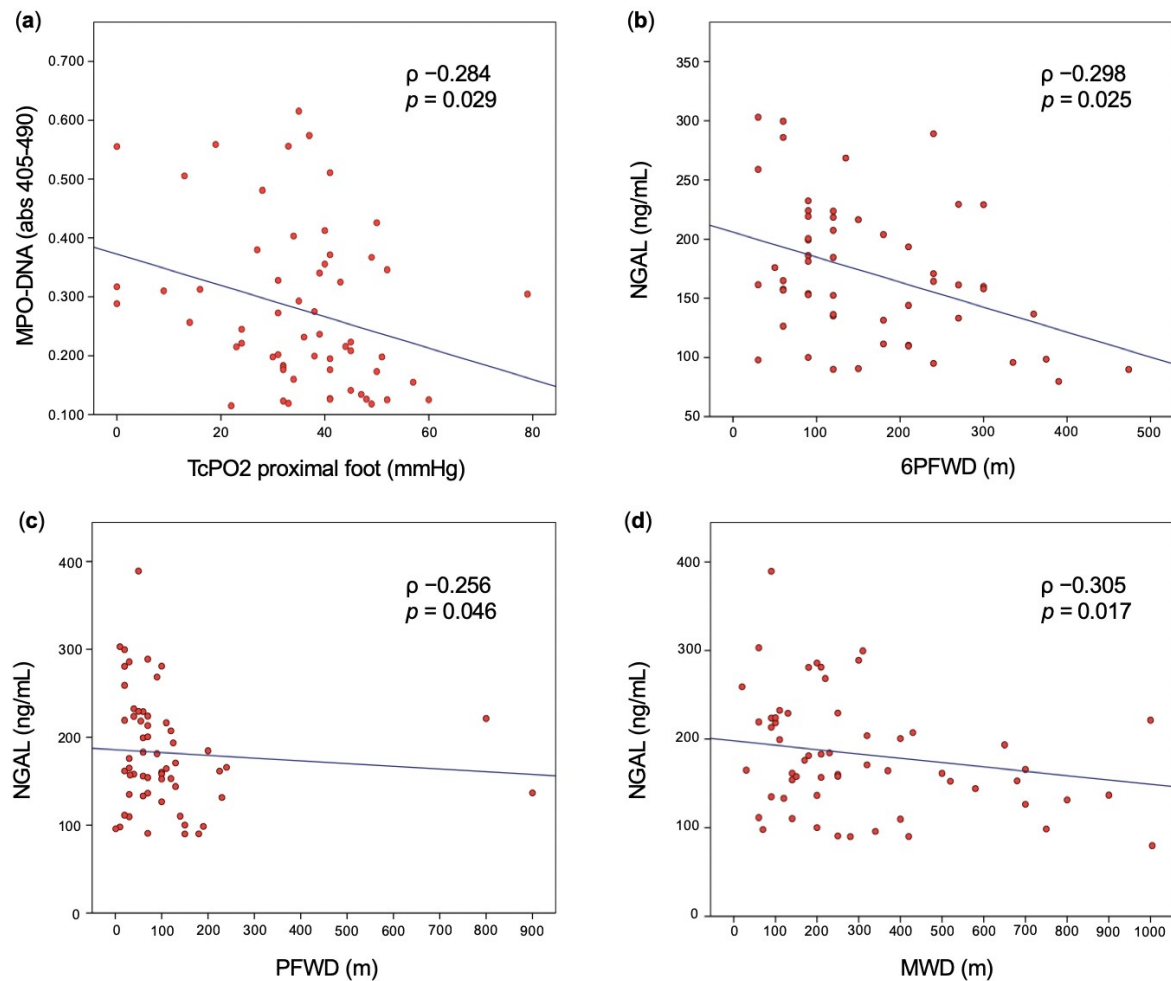 (a)
0.700
0.600
0.500
0.400
0.300
0.200
0.100
MPO-DNA (abs 405-490)
ρ −0.284
p = 0.029
0 20 40 60 80
TcPO2 proximal foot (mmHg)
(b)
350
300
250
200
150
100
50
NGAL (ng/mL)
ρ −0.298
p = 0.025
0 100 200 300 400 500
6PFWD (m)
(c)
400
300
200
100
0
NGAL (ng/mL)
ρ −0.256
p = 0.046
0 100 200 300 400 500 600 700 800 900
PFWD (m)
(d)
400
300
200
100
0
NGAL (ng/mL)
ρ −0.305
p = 0.017
0 100 200 300 400 500 600 700 800 900 1000
MWD (m)